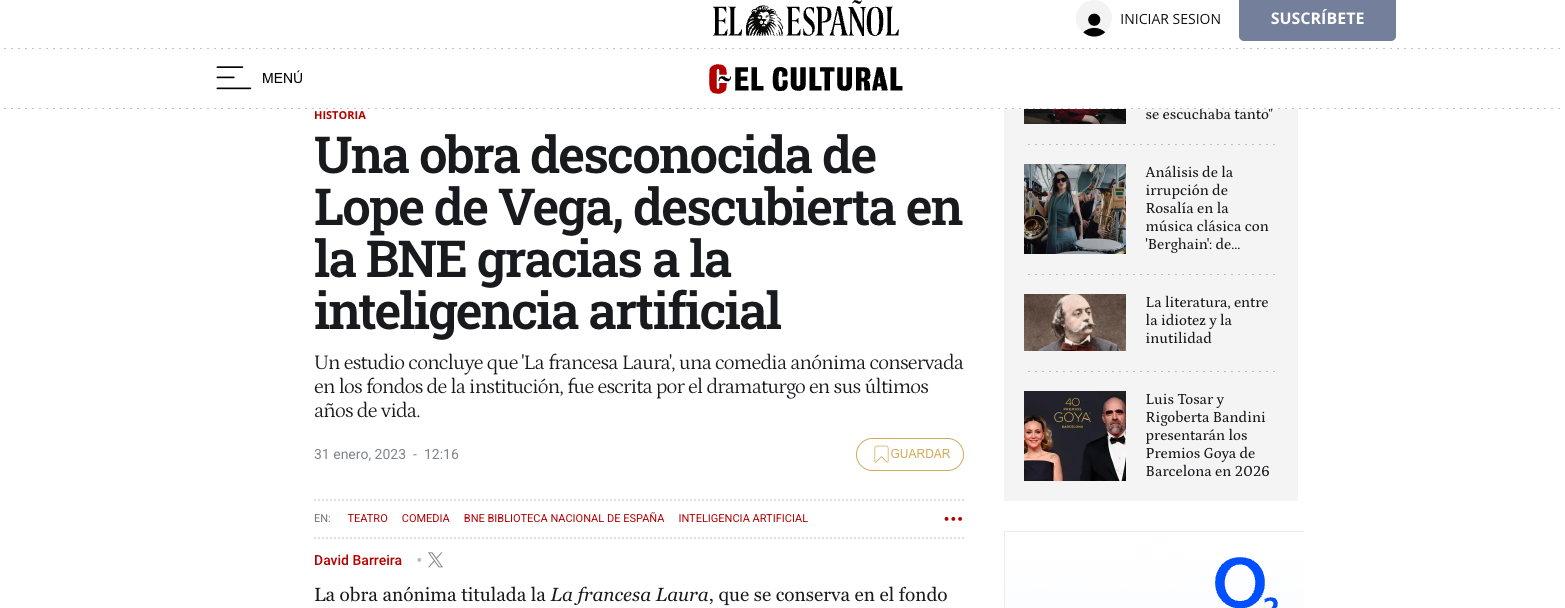 EL ESPAÑOL
INICIAR SESION
SUSCRÍBETE
MENÚ
EL CULTURAL
HISTORIA
Una obra desconocida de
Lope de Vega, descubierta en
la BNE gracias a la
inteligencia artificial
Un estudio concluye que 'La francesa Laura', una comedia anónima conservada
en los fondos de la institución, fue escrita por el dramaturgo en sus últimos
años de vida.
31 enero, 2023 - 12:16
GUARDAR
EN: TEATRO COMEDIA BNE BIBLIOTECA NACIONAL DE ESPAÑA INTELIGENCIA ARTIFICIAL
David Barreira
La obra anónima titulada la La francesa Laura, que se conserva en el fondo
se escuchaba tanto"
Análisis de la
irrupción de
Rosalía en la
música clásica con
'Berghain': de...
La literatura, entre
la idiotez y la
inutilidad
40
PREMIOS
GOYA
BARCELONA
Luis Tosar y
Rigoberta Bandini
presentarán los
Premios Goya de
Barcelona en 2026
O2